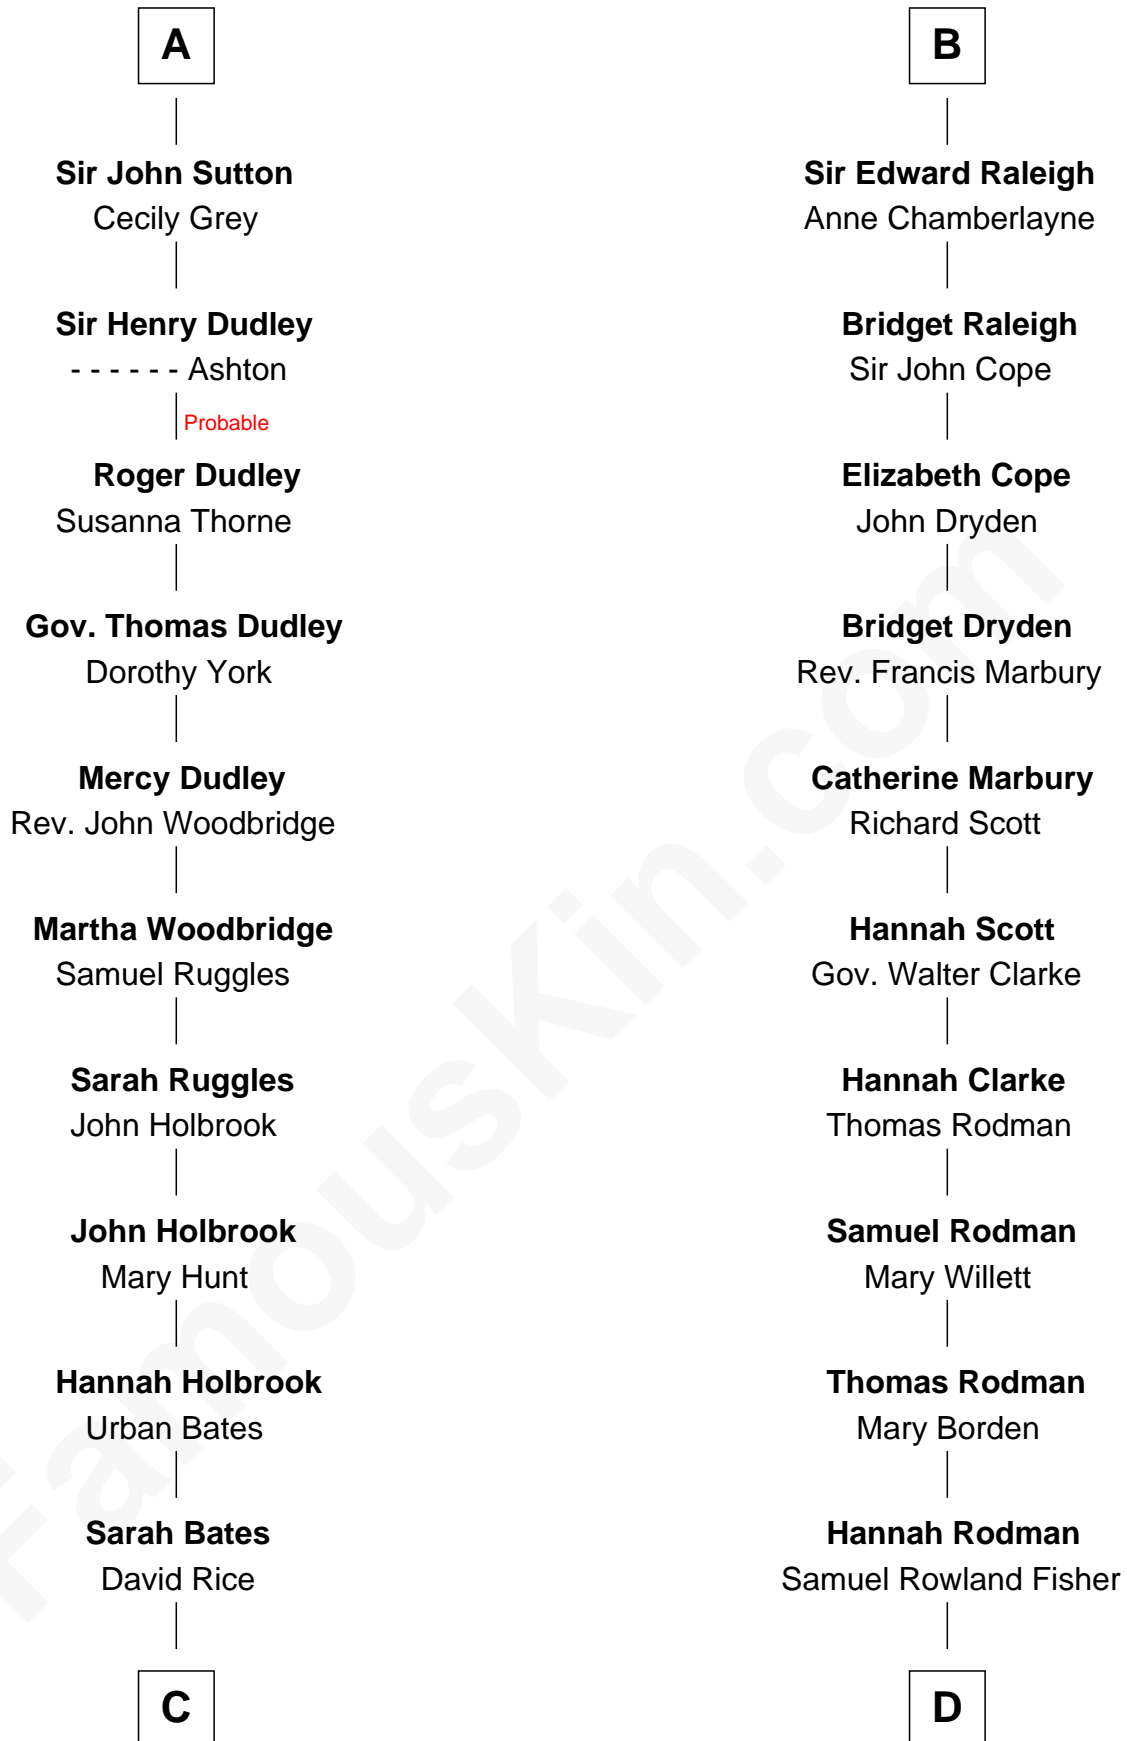 A
Sir John Sutton
Cecily Grey
Sir Henry Dudley
- - - - - - Ashton
Probable
Roger Dudley
Susanna Thorne
Gov. Thomas Dudley
Dorothy York
Mercy Dudley
Rev. John Woodbridge
Martha Woodbridge
Samuel Ruggles
Sarah Ruggles
John Holbrook
John Holbrook
Mary Hunt
Hannah Holbrook
Urban Bates
Sarah Bates
David Rice
C
B
Sir Edward Raleigh
Anne Chamberlayne
Bridget Raleigh
Sir John Cope
Elizabeth Cope
John Dryden
Bridget Dryden
Rev. Francis Marbury
Catherine Marbury
Richard Scott
Hannah Scott
Gov. Walter Clarke
Hannah Clarke
Thomas Rodman
Samuel Rodman
Mary Willett
Thomas Rodman
Mary Borden
Hannah Rodman
Samuel Rowland Fisher
D
FamousKin.com